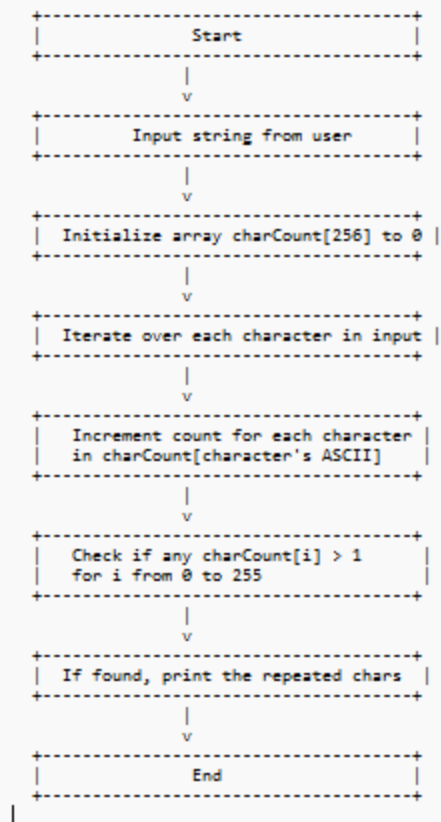 Start
Input string from user
Initialize array charCount[256] to 0
Iterate over each character in input
Increment count for each character
in charCount[character's ASCII]
Check if any charCount[i] > 1
for i from 0 to 255
If found, print the repeated chars
End